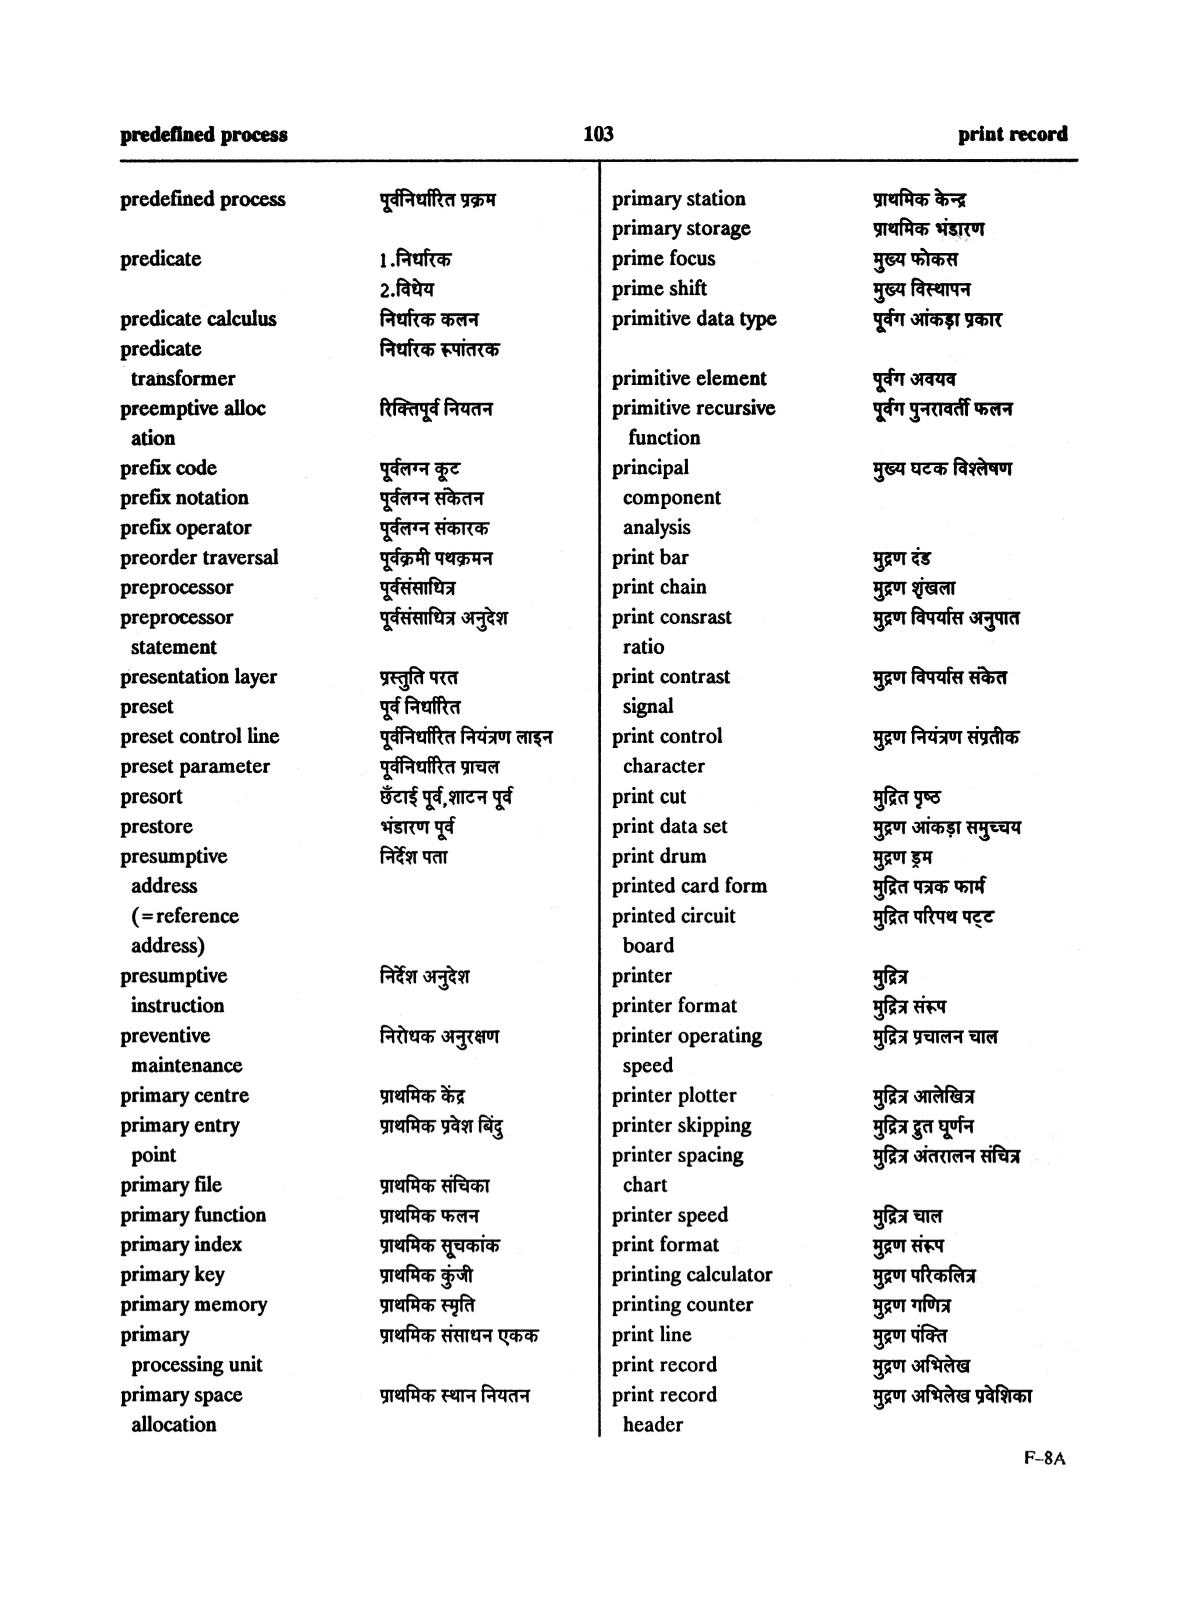 predefined process 103 print record
predefined process पूर्वनिर्धारित प्रक्रम
predicate 1.निर्धारक
2.विधेय
predicate calculus निर्धारक कलन
predicate निर्धारक रूपांतरक
transformer
preemptive alloc रिक्तिपूर्व नियतन
ation
prefix code पूर्वलग्न कूट
prefix notation पूर्वलग्न संकेतन
prefix operator पूर्वलग्न संकारक
preorder traversal पूर्वक्रमी पथक्रमन
preprocessor पूर्वसंसाधित्र
preprocessor पूर्वसंसाधित्र अनुदेश
statement
presentation layer प्रस्तुति परत
preset पूर्व निर्धारित
preset control line पूर्वनिर्धारित नियंत्रण लाइन
preset parameter पूर्वनिर्धारित प्राचल
presort छँटाई पूर्व,शाटन पूर्व
prestore भंडारण पूर्व
presumptive निर्देश पता
address
(=reference
address)
presumptive निर्देश अनुदेश
instruction
preventive निरोधक अनुरक्षण
maintenance
primary centre प्राथमिक केंद्र
primary entry प्राथमिक प्रवेश बिंदु
point
primary file प्राथमिक संचिका
primary function प्राथमिक फलन
primary index प्राथमिक सूचकांक
primary key प्राथमिक कुंजी
primary memory प्राथमिक स्मृति
primary प्राथमिक संसाधन एकक
processing unit
primary space प्राथमिक स्थान नियतन
allocation
primary station प्राथमिक केन्द्र
primary storage प्राथमिक भंडारण
prime focus मुख्य फोकस
prime shift मुख्य विस्थापन
primitive data type पूर्वग आंकड़ा प्रकार
primitive element पूर्वग अवयव
primitive recursive पूर्वग पुनरावर्ती फलन
function
principal मुख्य घटक विश्लेषण
component
analysis
print bar मुद्रण दंड
print chain मुद्रण शृंखला
print consrast मुद्रण विपर्यास अनुपात
ratio
print contrast मुद्रण विपर्यास संकेत
signal
print control मुद्रण नियंत्रण संप्रतीक
character
print cut मुद्रित पृष्ठ
print data set मुद्रण आंकड़ा समुच्चय
print drum मुद्रण ड्रम
printed card form मुद्रित पत्रक फार्म
printed circuit मुद्रित परिपथ पट्ट
board
printer मुद्रित्र
printer format मुद्रित्र संरूप
printer operating मुद्रित्र प्रचालन चाल
speed
printer plotter मुद्रित्र आलेखित्र
printer skipping मुद्रित्र द्रुत घूर्णन
printer spacing मुद्रित्र अंतरालन संचित्र
chart
printer speed मुद्रित्र चाल
print format मुद्रण संरूप
printing calculator मुद्रण परिकलित्र
printing counter मुद्रण गणित्र
print line मुद्रण पंक्ति
print record मुद्रण अभिलेख
print record मुद्रण अभिलेख प्रवेशिका
header
F–8A